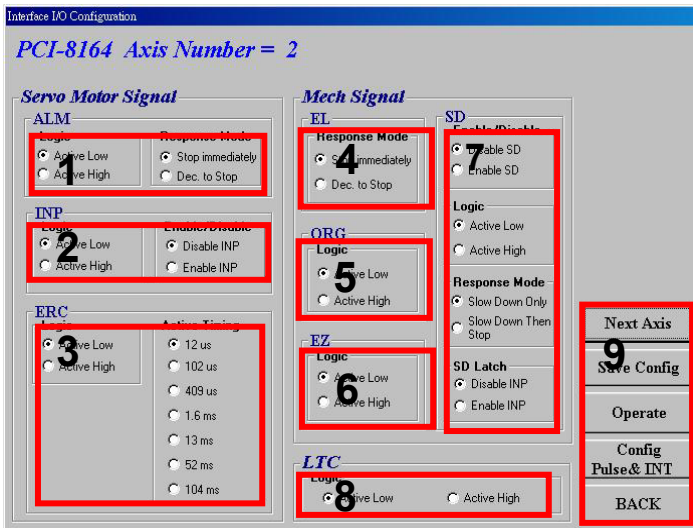 Interface I/O Configuration
PCI-8164 Axis Number = 2
Servo Motor Signal
ALM
Logic
Active Low
Active High
Response Mode
Stop immediately
Dec. to Stop
1
INP
Logic
Active Low
Active High
Enable/Disable
Disable INP
Enable INP
2
ERC
Logic
Active Low
Active High
Active Timing
12 us
102 us
409 us
1.6 ms
13 ms
52 ms
104 ms
3
Mech Signal
EL
Response Mode
Stop immediately
Dec. to Stop
4
ORG
Logic
Active Low
Active High
5
EZ
Logic
Active Low
Active High
6
SD
Enable/Disable
Disable SD
Enable SD
7
Logic
Active Low
Active High
Response Mode
Slow Down Only
Slow Down Then
Stop
SD Latch
Disable INP
Enable INP
LTC
Logic
Active Low
Active High
8
Next Axis
Save Config
9
Operate
Config
Pulse& INT
BACK